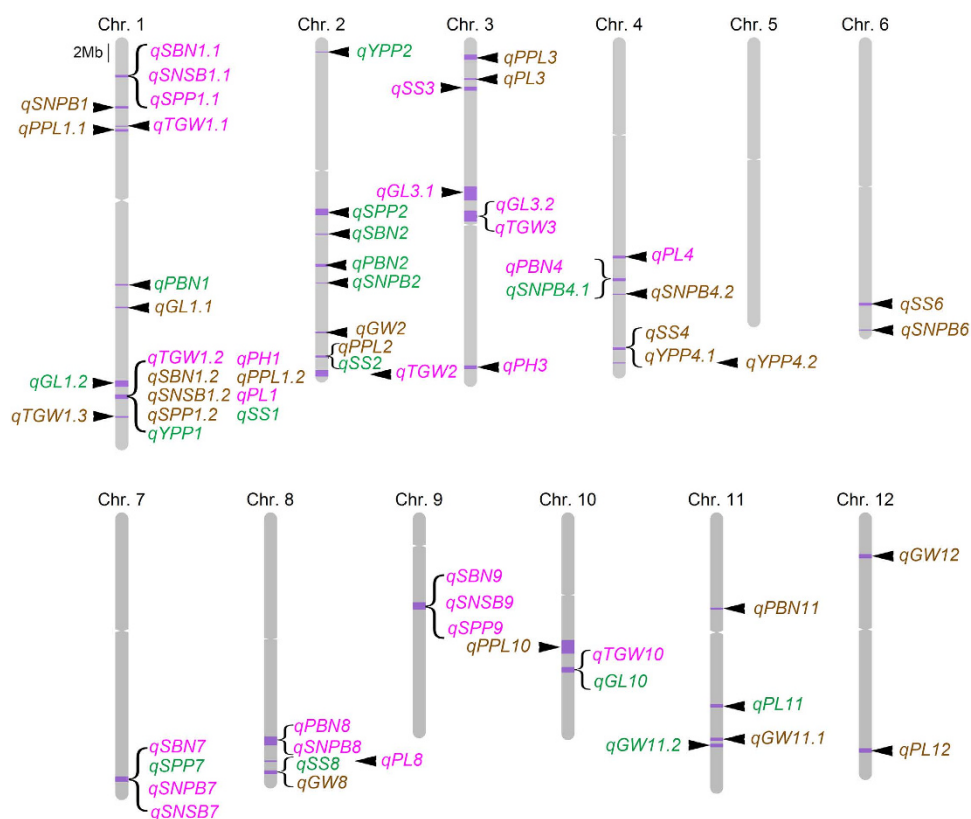 Chr. 1
2Mb
qSBN1.1
qSNSB1.1
qSPP1.1
qSNPB1
qPPL1.1
qTGW1.1
qPBN1
qGL1.1
qTGW1.2 qPH1
qGL1.2
qSBN1.2 qPPL1.2
qSNSB1.2 qPL1
qTGW1.3
qSPP1.2 qSS1
qYPP1
Chr. 2
qYPP2
qSPP2
qSBN2
qPBN2
qSNPB2
qGW2
qPPL2
qSS2
qTGW2
Chr. 3
qPPL3
qPL3
qSS3
qGL3.1
qGL3.2
qTGW3
qPH3
Chr. 4
qPL4
qPBN4
qSNPB4.1
qSNPB4.2
qSS4
qYPP4.1
qYPP4.2
Chr. 5
Chr. 6
qSS6
qSNPB6
Chr. 7
qSBN7
qSPP7
qSNPB7
qSNSB7
Chr. 8
qPBN8
qSNPB8
qSS8
qPL8
qGW8
Chr. 9
qSBN9
qSNSB9
qSPP9
Chr. 10
qPPL10
qTGW10
qGL10
Chr. 11
qPBN11
qPL11
qGW11.1
qGW11.2
Chr. 12
qGW12
qPL12